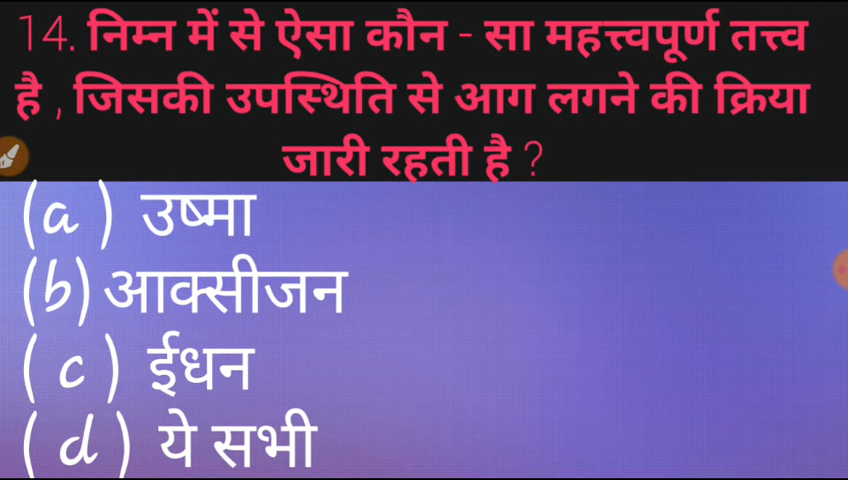 14. निम्न में से ऐसा कौन - सा महत्त्वपूर्ण तत्त्व
है , जिसकी उपस्थिति से आग लगने की क्रिया
जारी रहती है ?
(a ) उष्मा
(b) आक्सीजन
( c ) ईधन
( d ) ये सभी